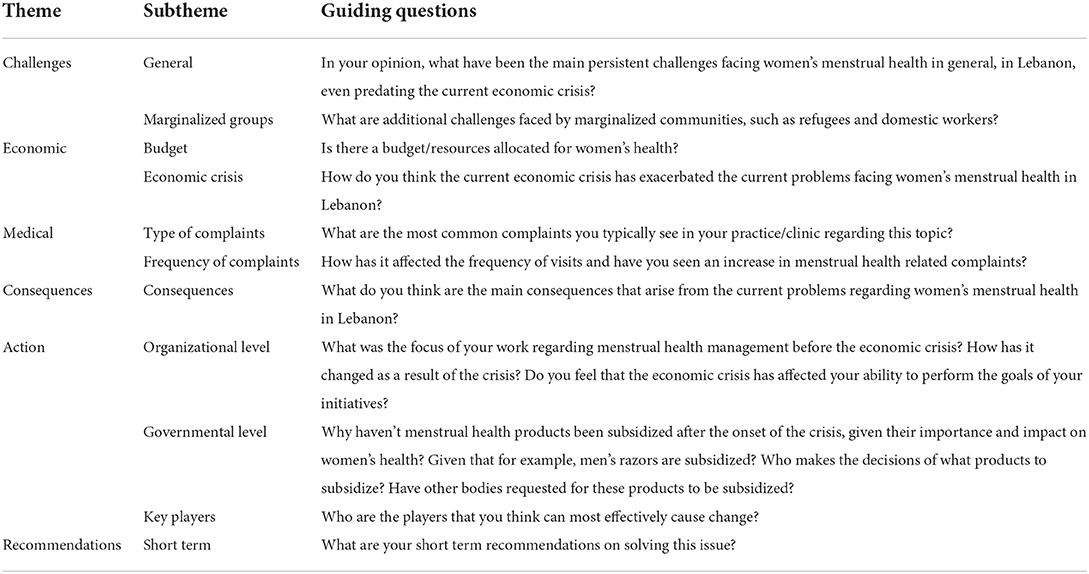 Theme Subtheme Guiding questions
Challenges General In your opinion, what have been the main persistent challenges facing women’s menstrual health in general, in Lebanon,
even predating the current economic crisis?
Marginalized groups What are additional challenges faced by marginalized communities, such as refugees and domestic workers?
Economic Budget Is there a budget/resources allocated for women’s health?
Economic crisis How do you think the current economic crisis has exacerbated the current problems facing women’s menstrual health in
Lebanon?
Medical Type of complaints What are the most common complaints you typically see in your practice/clinic regarding this topic?
Frequency of complaints How has it affected the frequency of visits and have you seen an increase in menstrual health related complaints?
Consequences Consequences What do you think are the main consequences that arise from the current problems regarding women’s menstrual health
in Lebanon?
Action Organizational level What was the focus of your work regarding menstrual health management before the economic crisis? How has it
changed as a result of the crisis? Do you feel that the economic crisis has affected your ability to perform the goals of your
initiatives?
Governmental level Why haven’t menstrual health products been subsidized after the onset of the crisis, given their importance and impact on
women’s health? Given that for example, men’s razors are subsidized? Who makes the decisions of what products to
subsidize? Have other bodies requested for these products to be subsidized?
Key players Who are the players that you think can most effectively cause change?
Recommendations Short term What are your short term recommendations on solving this issue?